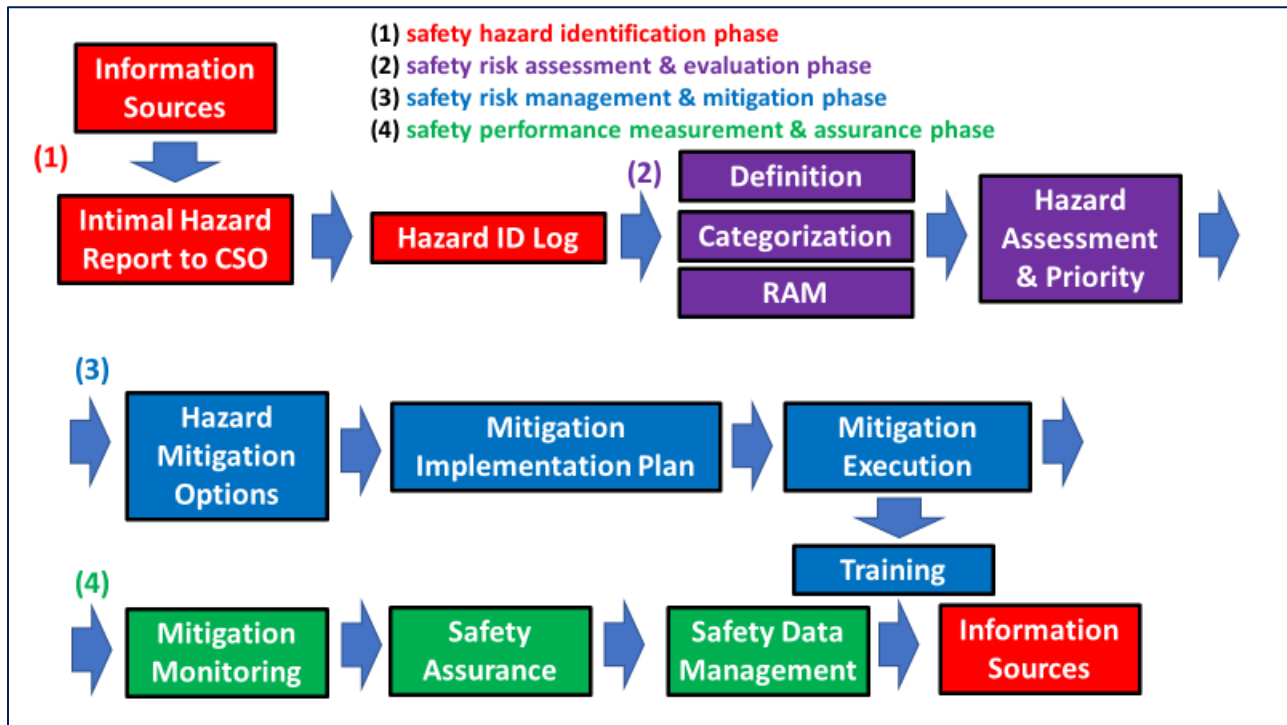 Information
Sources
(1) safety hazard identification phase
(2) safety risk assessment & evaluation phase
(3) safety risk management & mitigation phase
(4) safety performance measurement & assurance phase
(1)
Intimal Hazard
Report to CSO
Hazard ID Log
(2)
Definition
Categorization
RAM
Hazard
Assessment
& Priority
(3)
Hazard
Mitigation
Options
Mitigation
Implementation Plan
Mitigation
Execution
Training
(4)
Mitigation
Monitoring
Safety
Assurance
Safety Data
Management
Information
Sources